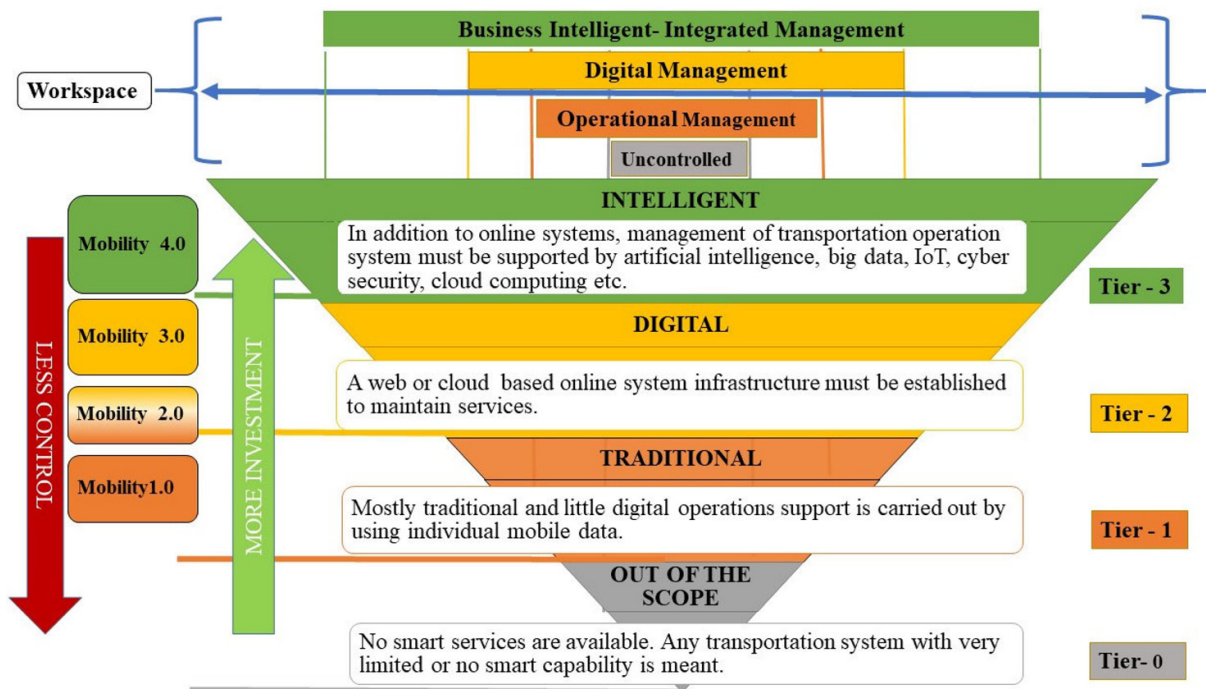 Business Intelligent- Integrated Management
Digital Management
Workspace
Operational Management
Uncontrolled
INTELLIGENT
In addition to online systems, management of transportation operation
system must be supported by artificial intelligence, big data, IoT, cyber
security, cloud computing etc.
Mobility 4.0
Tier - 3
DIGITAL
Mobility 3.0
A web or cloud based online system infrastructure must be established
to maintain services.
Mobility 2.0
Tier - 2
TRADITIONAL
Mobility1.0
Mostly traditional and little digital operations support is carried out by
using individual mobile data.
Tier - 1
LESS CONTROL
MORE INVESTMENT
OUT OF THE
SCOPE
No smart services are available. Any transportation system with very
limited or no smart capability is meant.
Tier- 0